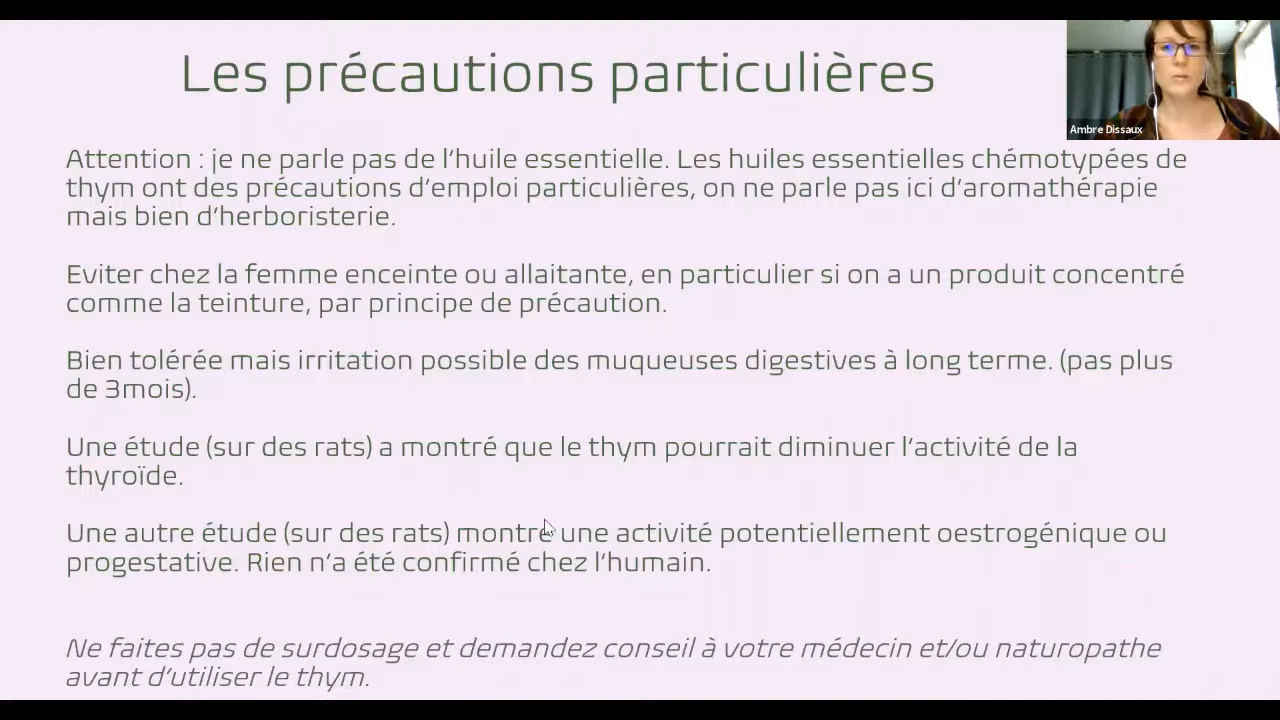 Les précautions particulières
Ambre Dissaux
Attention : je ne parle pas de l'huile essentielle. Les huiles essentielles chémotypées de
thym ont des précautions d'emploi particulières, on ne parle pas ici d'aromathérapie
mais bien d'herboristerie.
Eviter chez la femme enceinte ou allaitante, en particulier si on a un produit concentré
comme la teinture, par principe de précaution.
Bien tolérée mais irritation possible des muqueuses digestives à long terme. (pas plus
de 3mois).
Une étude (sur des rats) a montré que le thym pourrait diminuer l'activité de la
thyroïde.
Une autre étude (sur des rats) montre une activité potentiellement oestrogénique ou
progestative. Rien n'a été confirmé chez l'humain.
Ne faites pas de surdosage et demandez conseil à votre médecin et/ou naturopathe
avant d'utiliser le thym.